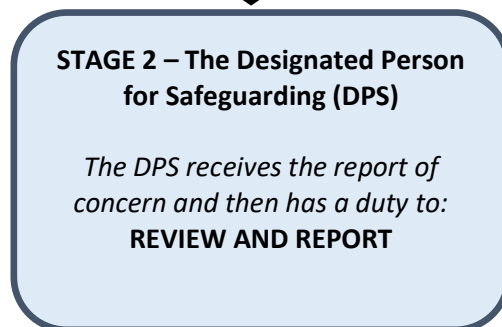 STAGE 2 – The Designated Person
for Safeguarding (DPS)
The DPS receives the report of
concern and then has a duty to:
REVIEW AND REPORT